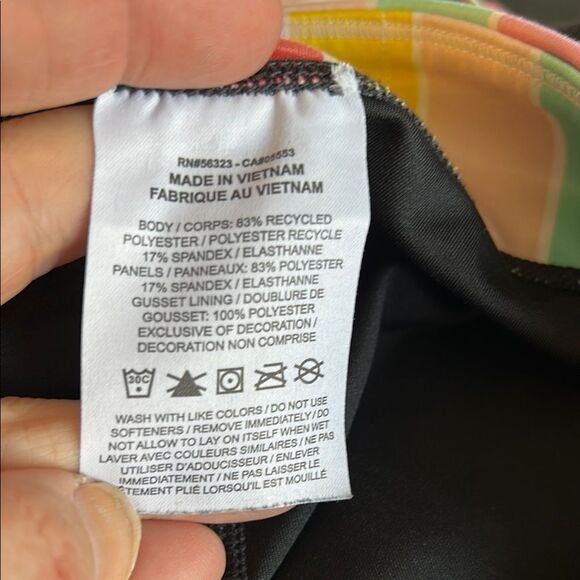 RN#56323 - CA#05553
MADE IN VIETNAM
FABRIQUE AU VIETNAM
BODY / CORPS: 83% RECYCLED
POLYESTER / POLYESTER RECYCLE
17% SPANDEX / ELASTHANNE
PANELS / PANNEAUX: 83% POLYESTER
17% SPANDEX / ELASTHANNE
GUSSET LINING / DOUBLURE DE
GOUSSET: 100% POLYESTER
EXCLUSIVE OF DECORATION /
DECORATION NON COMPRISE
30C
WASH WITH LIKE COLORS / DO NOT USE
SOFTENERS / REMOVE IMMEDIATELY / DO
NOT ALLOW TO LAY ON ITSELF WHEN WET
LAVER AVEC COULEURS SIMILAIRES / NE PAS
UTILISER D'ADOUCISSEUR / ENLEVER
IMMÉDIATEMENT / NE PAS LAISSER LE
VÊTEMENT PLIÉ LORSQU'IL EST MOUILLÉ